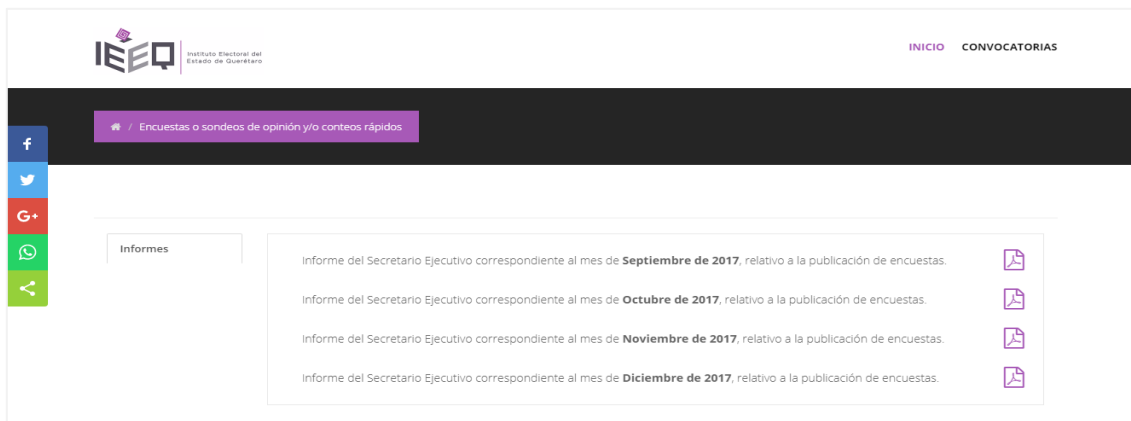 IEEQ
Instituto Electoral del
Estado de Querétaro
INICIO CONVOCATORIAS
/ Encuestas o sondeos de opinión y/o conteos rápidos
Informes
Informe del Secretario Ejecutivo correspondiente al mes de Septiembre de 2017, relativo a la publicación de encuestas.
Informe del Secretario Ejecutivo correspondiente al mes de Octubre de 2017, relativo a la publicación de encuestas.
Informe del Secretario Ejecutivo correspondiente al mes de Noviembre de 2017, relativo a la publicación de encuestas.
Informe del Secretario Ejecutivo correspondiente al mes de Diciembre de 2017, relativo a la publicación de encuestas.